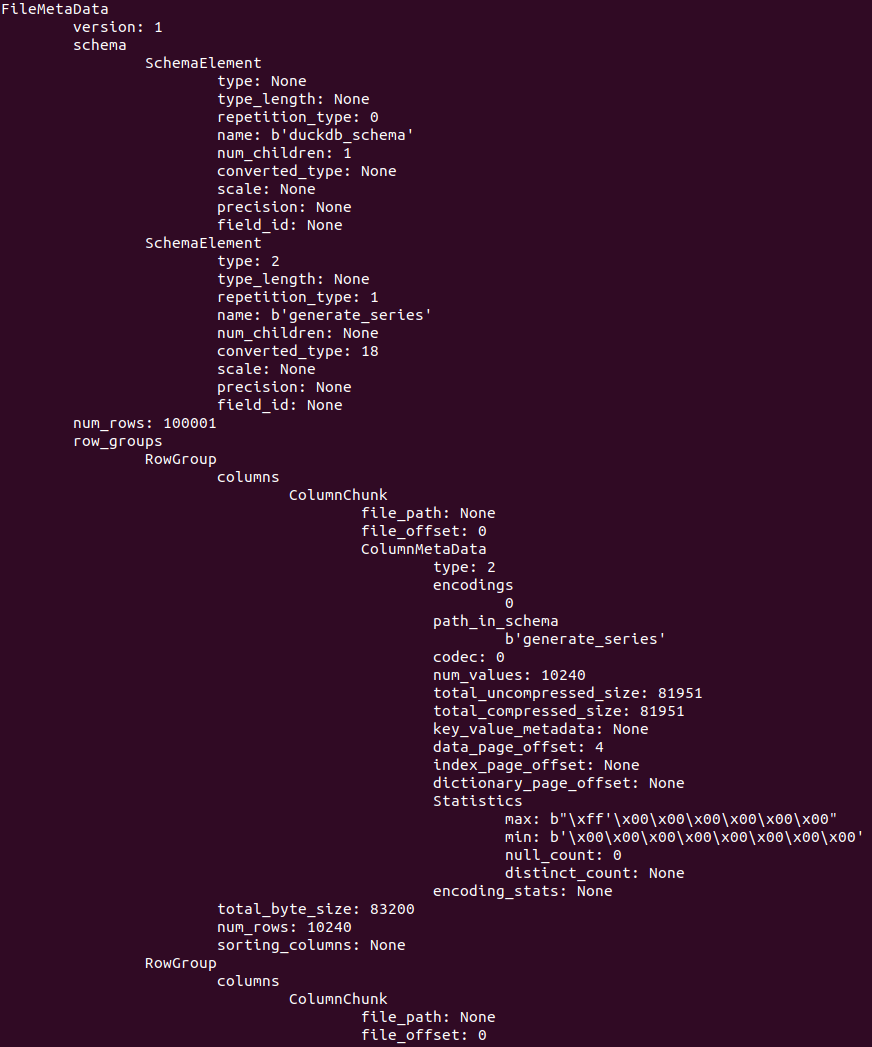 FileMetaData
version: 1
schema
SchemaElement
type: None
type_length: None
repetition_type: 0
name: b'duckdb_schema'
num_children: 1
converted_type: None
scale: None
precision: None
field_id: None
SchemaElement
type: 2
type_length: None
repetition_type: 1
name: b'generate_series'
num_children: None
converted_type: 18
scale: None
precision: None
field_id: None
num_rows: 100001
row_groups
RowGroup
columns
ColumnChunk
file_path: None
file_offset: 0
ColumnMetaData
type: 2
encodings
0
path_in_schema
b'generate_series'
codec: 0
num_values: 10240
total_uncompressed_size: 81951
total_compressed_size: 81951
key_value_metadata: None
data_page_offset: 4
index_page_offset: None
dictionary_page_offset: None
Statistics
max: b"\xff'\x00\x00\x00\x00\x00\x00"
min: b'\x00\x00\x00\x00\x00\x00\x00\x00'
null_count: 0
distinct_count: None
encoding_stats: None
total_byte_size: 83200
num_rows: 10240
sorting_columns: None
RowGroup
columns
ColumnChunk
file_path: None
file_offset: 0